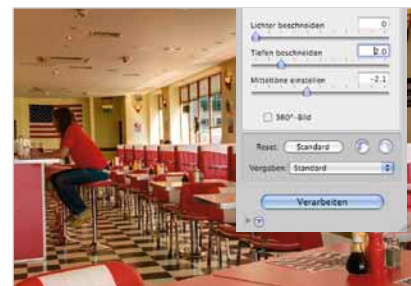 Lichter beschneiden 0
Tiefen beschneiden 2.0
Mitteltöne einstellen -2.1
360°-Bild
Reset: Standard
Vorgaben: Standard
Verarbeiten